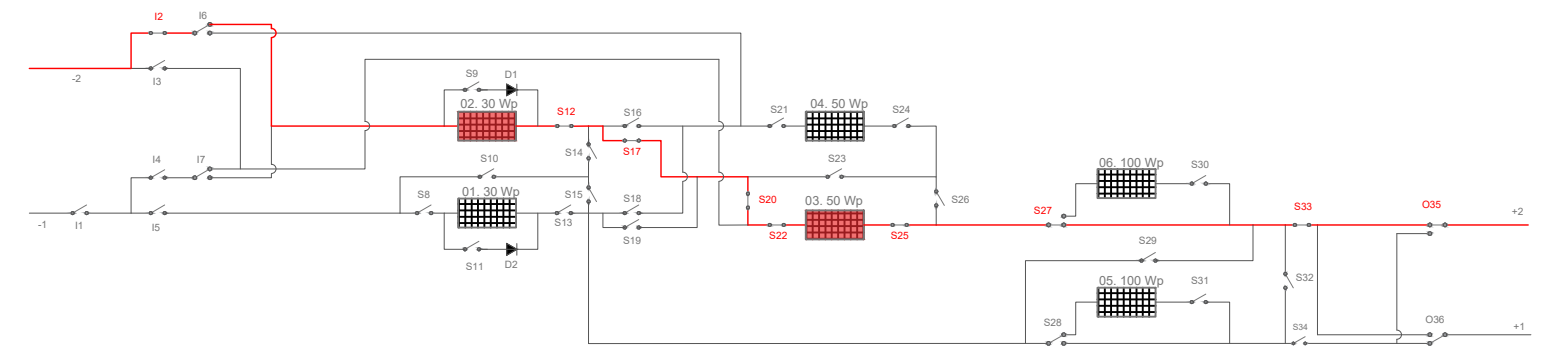 I2
I6
-2
I3
S9
D1
02. 30 Wp
S12
S16
S14
S17
S21
04. 50 Wp
S24
I4
I7
S10
S23
06. 100 Wp
S30
-1
I1
I5
S8
01. 30 Wp
S15
S13
S18
S19
S20
03. 50 Wp
S26
S22
S25
S27
S33
O35
+2
S11
D2
S29
S32
05. 100 Wp
S31
S28
S34
O36
+1